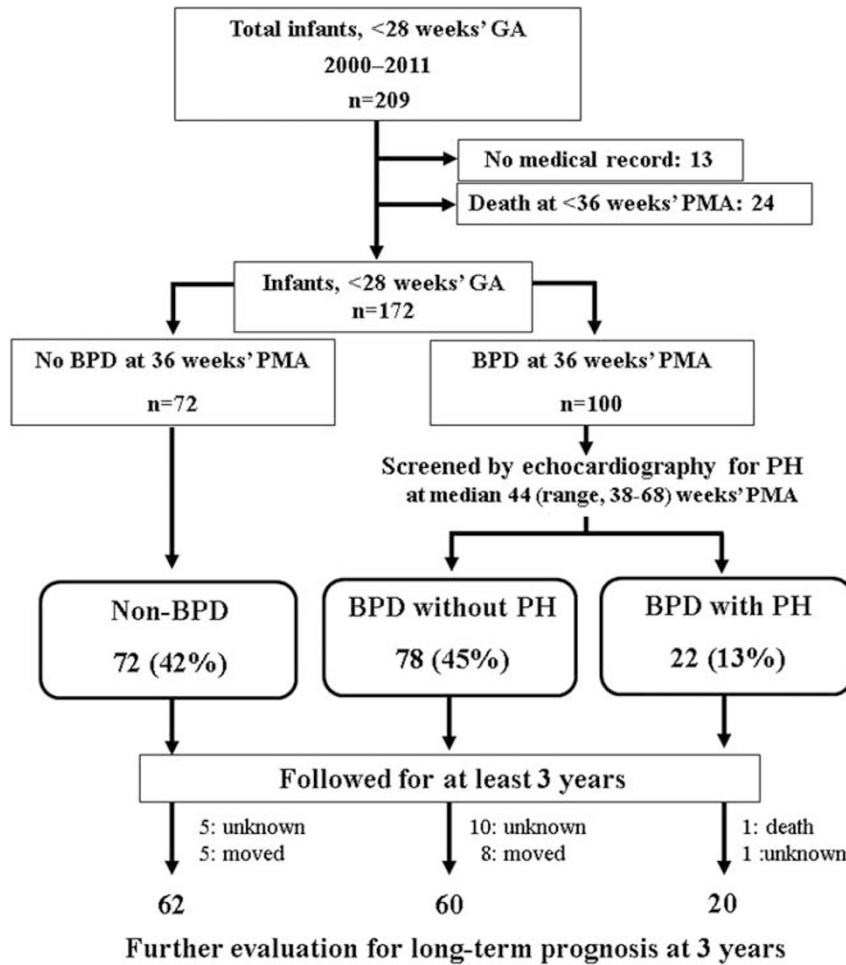 Total infants, <28 weeks' GA
2000–2011
n=209
No medical record: 13
Death at <36 weeks' PMA: 24
Infants, <28 weeks' GA
n=172
No BPD at 36 weeks' PMA
n=72
BPD at 36 weeks' PMA
n=100
Screened by echocardiography for PH
at median 44 (range, 38-68) weeks' PMA
Non-BPD
72 (42%)
BPD without PH
78 (45%)
BPD with PH
22 (13%)
Followed for at least 3 years
5: unknown
5: moved
10: unknown
8: moved
1: death
1 :unknown
62
60
20
Further evaluation for long-term prognosis at 3 years